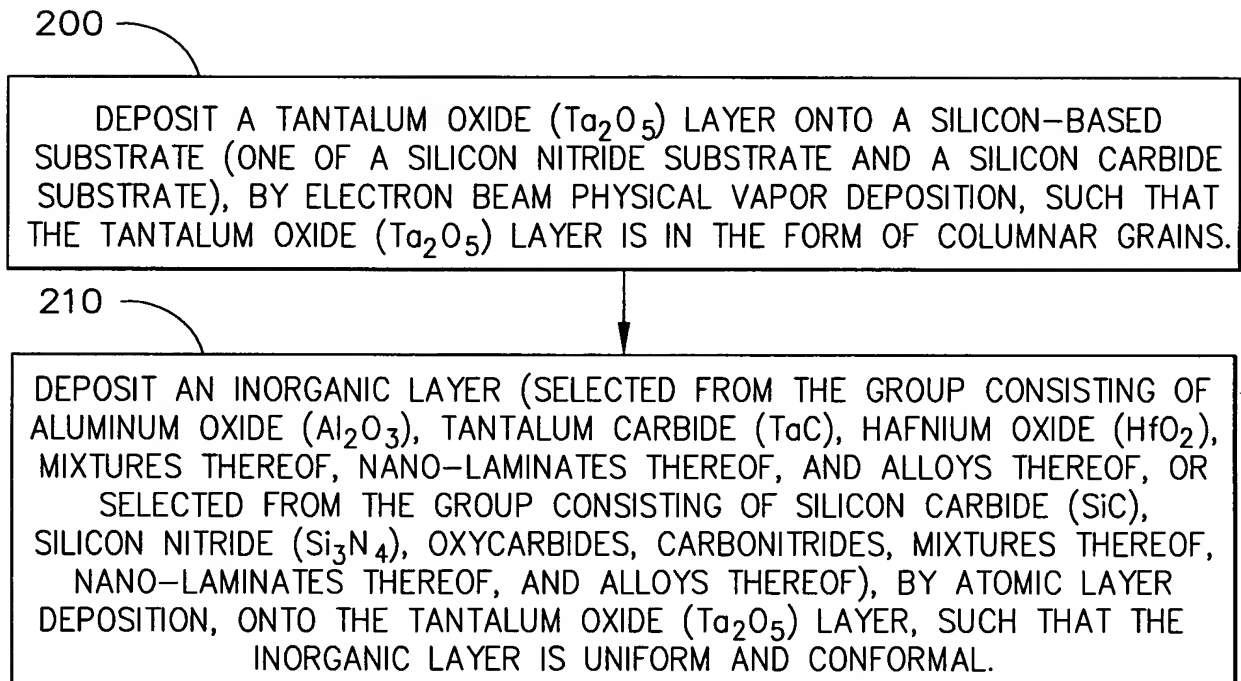 200
DEPOSIT A TANTALUM OXIDE (Ta₂O₅) LAYER ONTO A SILICON–BASED
SUBSTRATE (ONE OF A SILICON NITRIDE SUBSTRATE AND A SILICON CARBIDE
SUBSTRATE), BY ELECTRON BEAM PHYSICAL VAPOR DEPOSITION, SUCH THAT
THE TANTALUM OXIDE (Ta₂O₅) LAYER IS IN THE FORM OF COLUMNAR GRAINS.
210
DEPOSIT AN INORGANIC LAYER (SELECTED FROM THE GROUP CONSISTING OF
ALUMINUM OXIDE (Al₂O₃), TANTALUM CARBIDE (TaC), HAFNIUM OXIDE (HfO₂),
MIXTURES THEREOF, NANO–LAMINATES THEREOF, AND ALLOYS THEREOF, OR
SELECTED FROM THE GROUP CONSISTING OF SILICON CARBIDE (SiC),
SILICON NITRIDE (Si₃N₄), OXYCARBIDES, CARBONITRIDES, MIXTURES THEREOF,
NANO–LAMINATES THEREOF, AND ALLOYS THEREOF), BY ATOMIC LAYER
DEPOSITION, ONTO THE TANTALUM OXIDE (Ta₂O₅) LAYER, SUCH THAT THE
INORGANIC LAYER IS UNIFORM AND CONFORMAL.